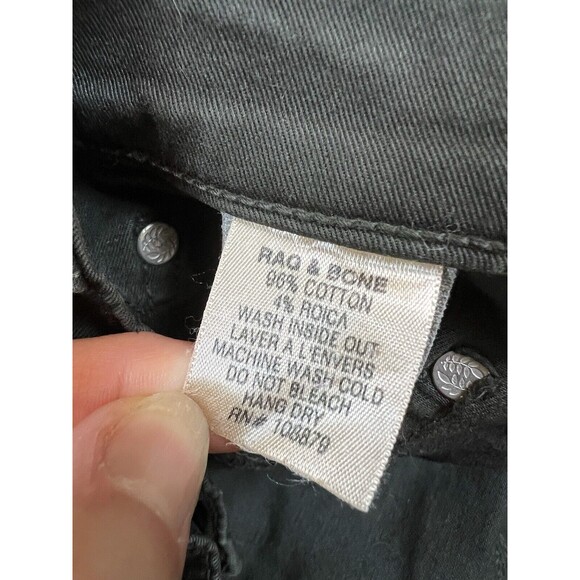 RAG & BONE
96% COTTON
4% ROICA
WASH INSIDE OUT
LAVER A L'ENVERS
MACHINE WASH COLD
DO NOT BLEACH
HANG DRY
RN# 108879